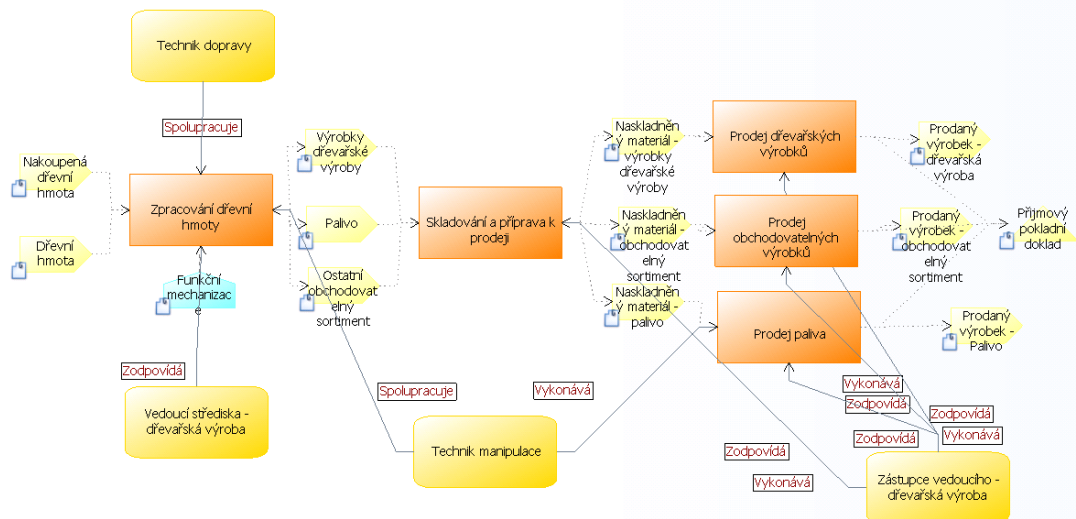 Technik dopravy
Spolupracuje
Nakoupená
dřevní
hmota
Dřevní
hmota
Zpracování dřevní
hmoty
Funkční
mechanizac
e
Zodpovídá
Vedoucí střediska -
dřevařská výroba
Výrobky
dřevařské
výroby
Palivo
Ostatní
obchodovat
elný
sortiment
Spolupracuje
Technik manipulace
Vykonává
Skladování a příprava k
prodeji
Naskladněn
ý materiál -
výrobky
dřevařské
výroby
Naskladněn
ý materiál -
obchodovat
elný
sortiment
Naskladněn
ý materiál -
palivo
Prodej dřevařských
výrobků
Prodej
obchodovatelných
výrobků
Prodej paliva
Prodaný
výrobek -
dřevařská
výroba
Prodaný
výrobek -
obchodovat
elný
sortiment
Prodaný
výrobek -
Palivo
Přijmový
pokladní
doklad
Vykonává
Zodpovídá
Zodpovídá
Zodpovídá
Vykonává
Zodpovídá
Vykonává
Zástupce vedoucího -
dřevařská výroba